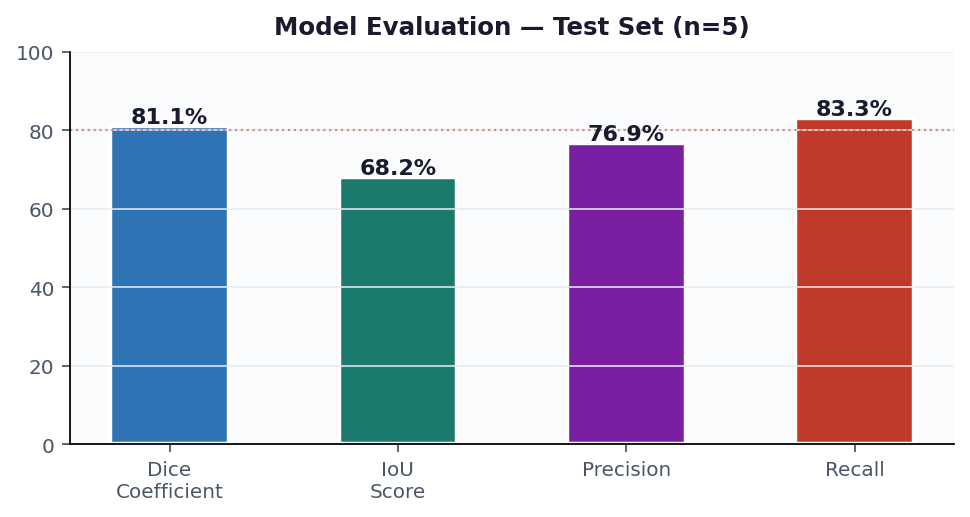 Model Evaluation — Test Set (n=5)
100
80
60
40
20
0
81.1%
68.2%
76.9%
83.3%
Dice
Coefficient
IoU
Score
Precision
Recall